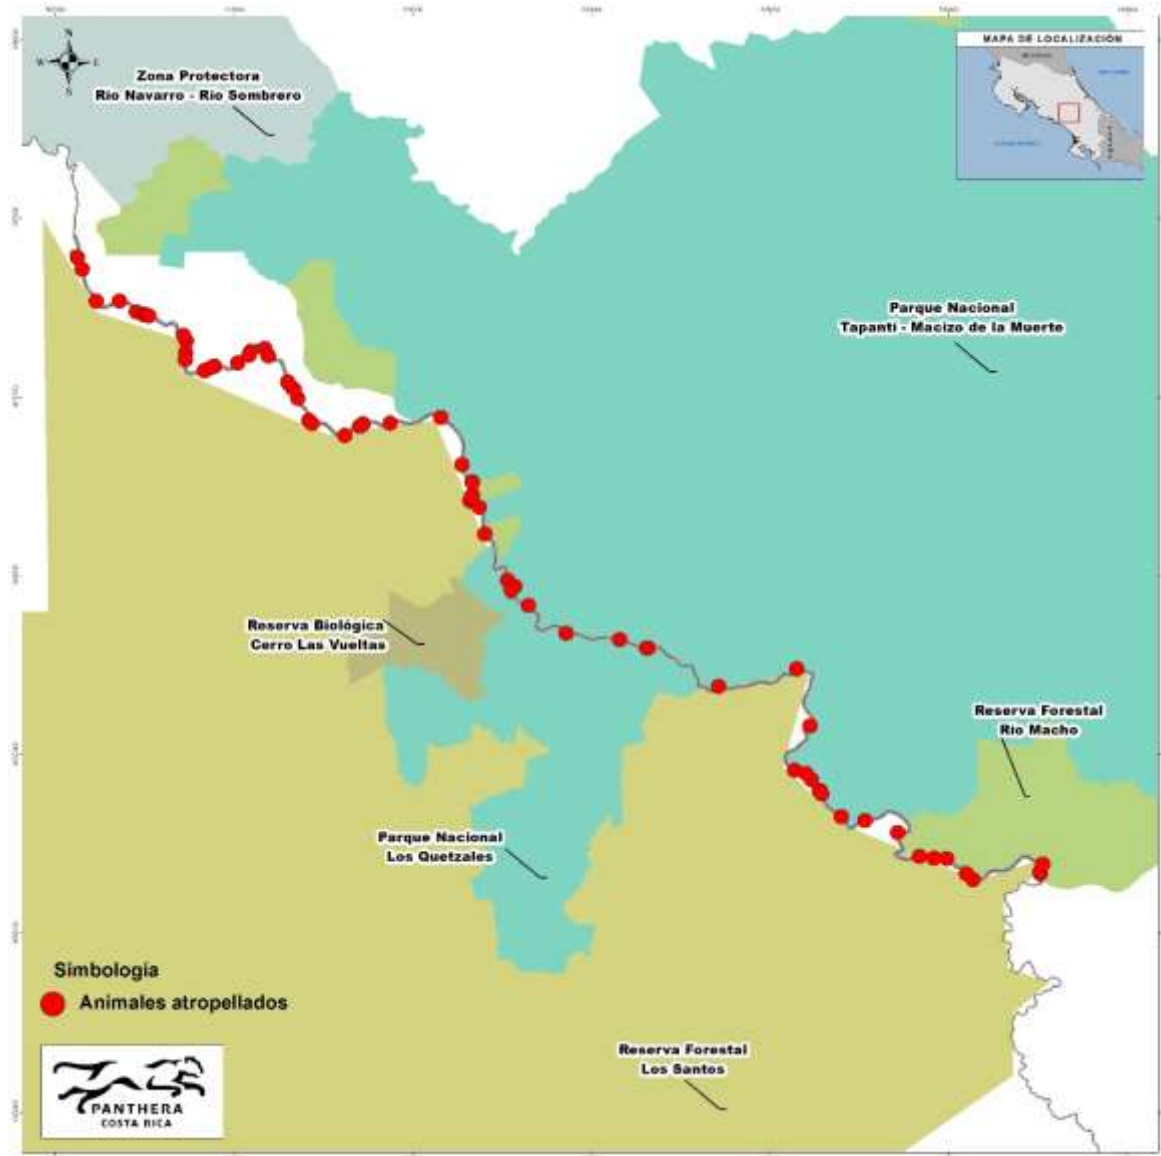 MAPA DE LOCALIZACIÓN
N
W
E
S
Zona Protectora
Río Navarro - Río Sombrero
Parque Nacional
Tapantí - Macizo de la Muerte
Reserva Biológica
Cerro Las Vueltas
Reserva Forestal
Río Macho
Parque Nacional
Los Quetzales
Simbología
Animales atropellados
Reserva Forestal
Los Santos
PANTHERA
COSTA RICA